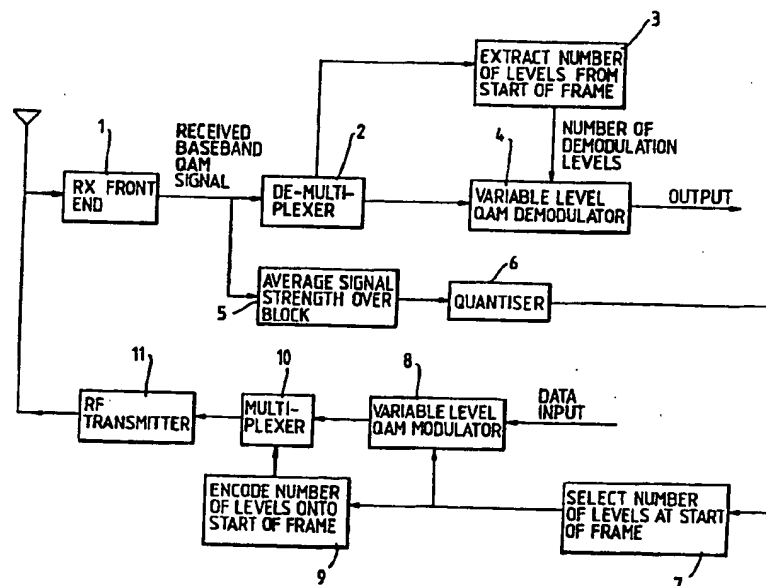 3
EXTRACT NUMBER
OF LEVELS FROM
START OF FRAME
1
RECEIVED
BASEBAND
QAM
SIGNAL
2
4
NUMBER OF
DEMODULATION
LEVELS
RX FRONT
END
DE-MULTI-
PLEXER
VARIABLE LEVEL
QAM DEMODULATOR
OUTPUT
6
5
AVERAGE SIGNAL
STRENGTH OVER
BLOCK
QUANTISER
11
10
8
RF
TRANSMITTER
MULTI-
PLEXER
VARIABLE LEVEL
QAM MODULATOR
DATA
INPUT
ENCODE NUMBER
OF LEVELS ONTO
START OF FRAME
9
SELECT NUMBER
OF LEVELS AT START
OF FRAME
7